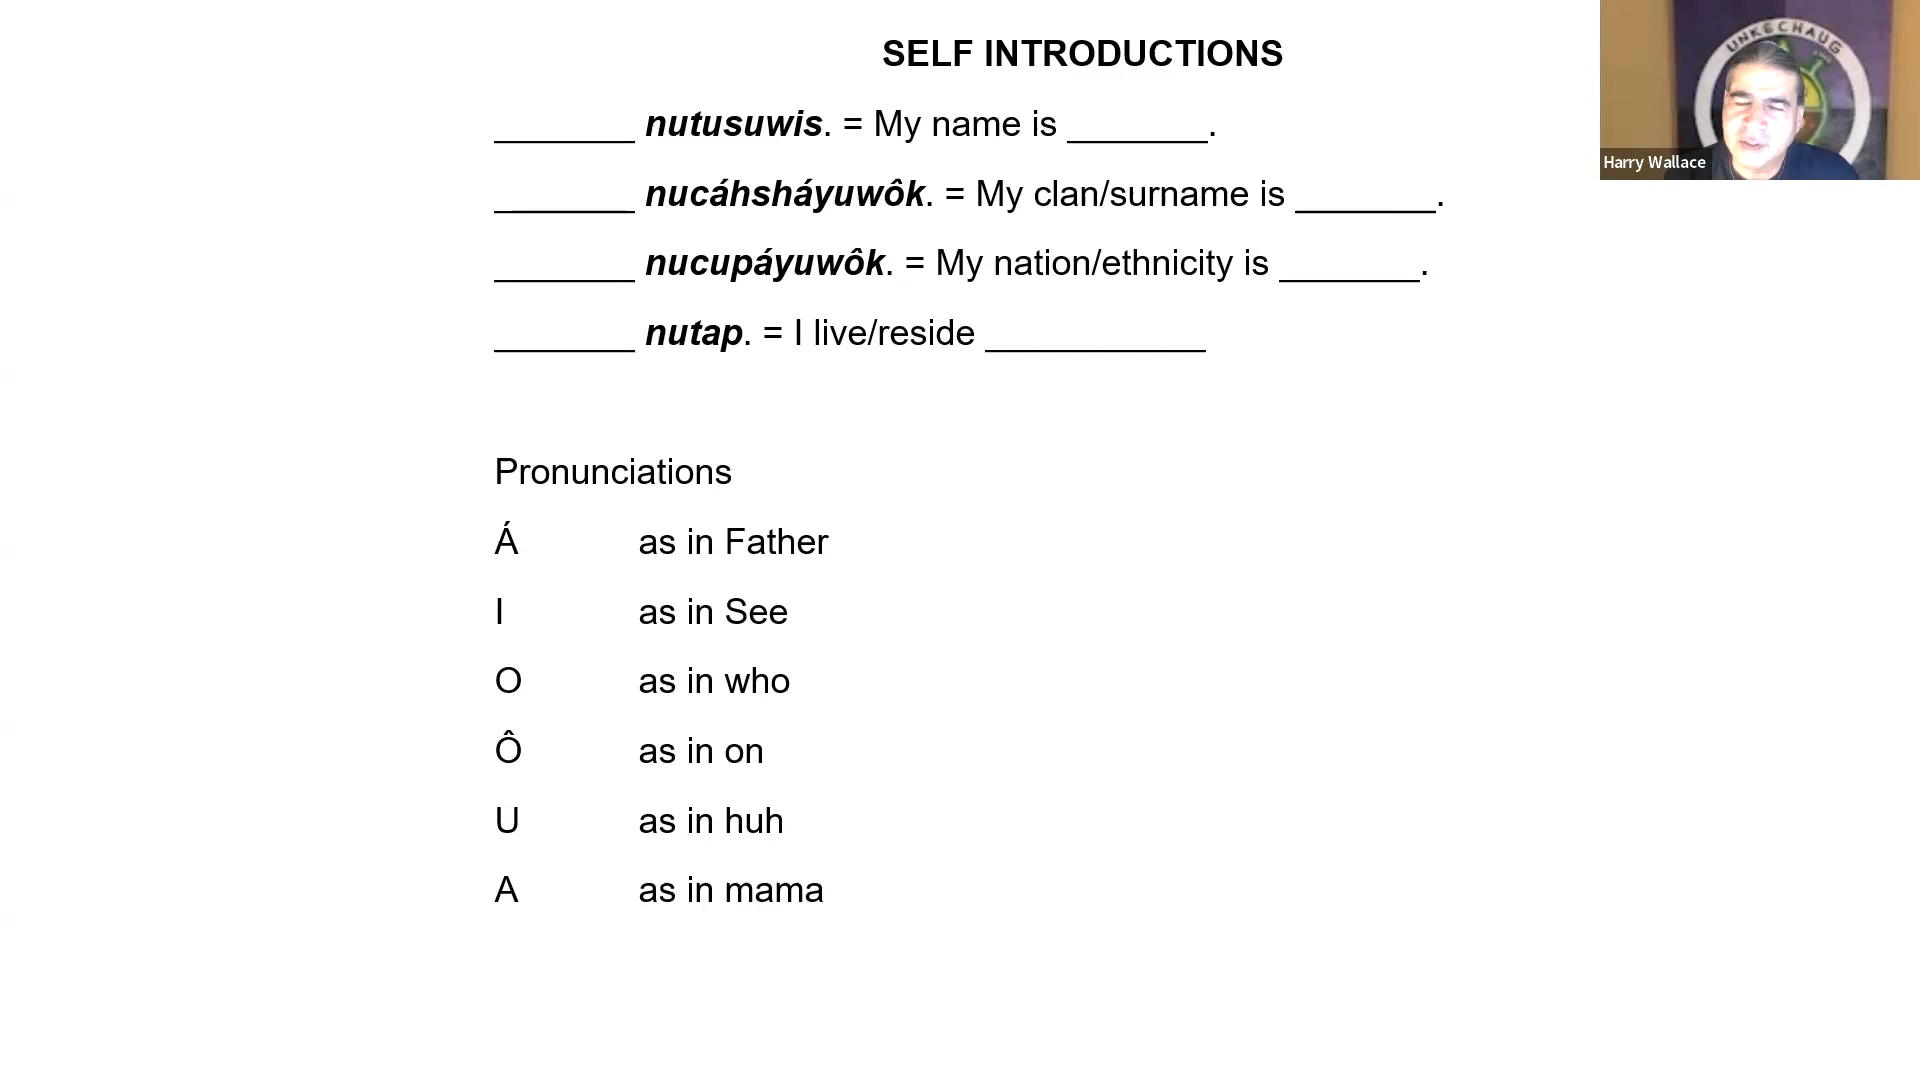 SELF INTRODUCTIONS
_______ nutusuwis. = My name is _______.
_______ nucáhsháyuwôk. = My clan/surname is _______.
_______ nucupáyuwôk. = My nation/ethnicity is _______.
_______ nutap. = I live/reside ___________
Pronunciations
Á as in Father
I as in See
O as in who
Ô as in on
U as in huh
A as in mama
UNKECHAUG
Harry Wallace